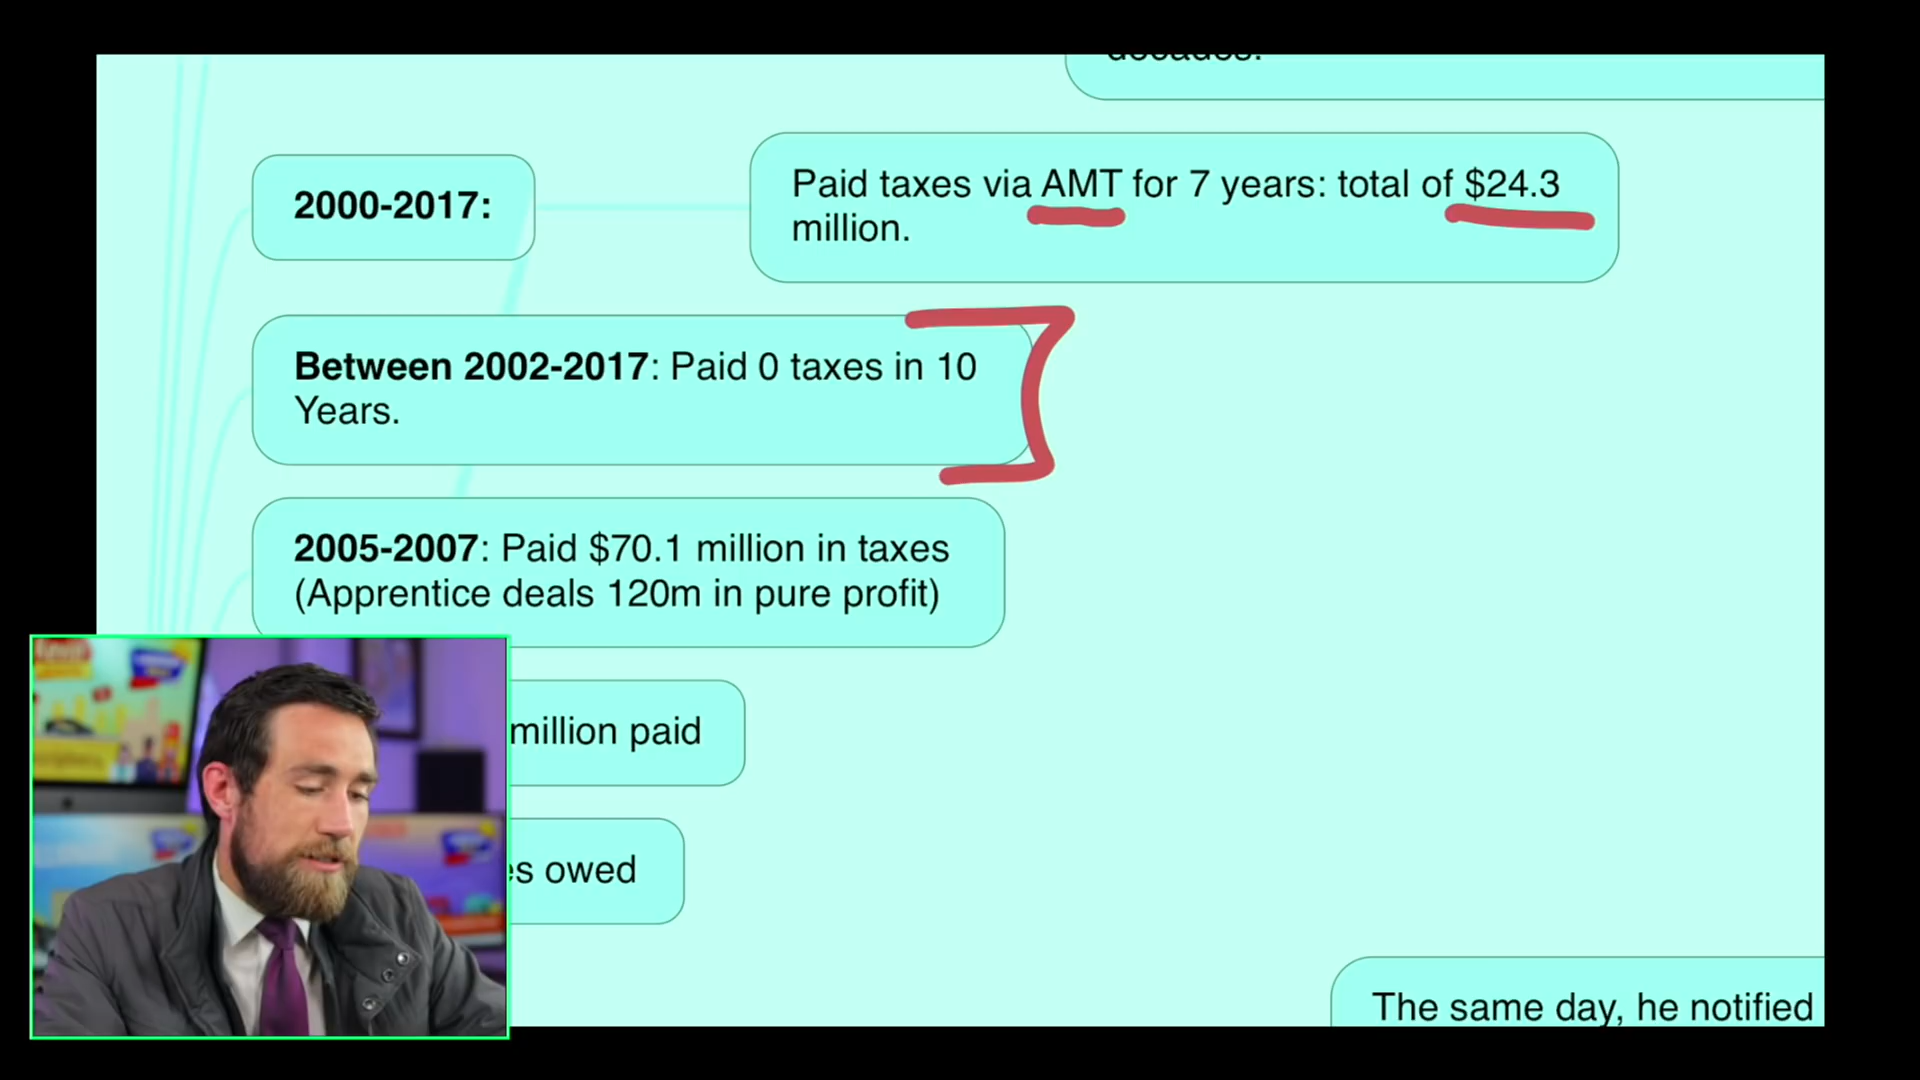 decades.
2000-2017:
Paid taxes via AMT for 7 years: total of $24.3
million.
Between 2002-2017: Paid 0 taxes in 10
Years.
2005-2007: Paid $70.1 million in taxes
(Apprentice deals 120m in pure profit)
million paid
owed
The same day, he notified